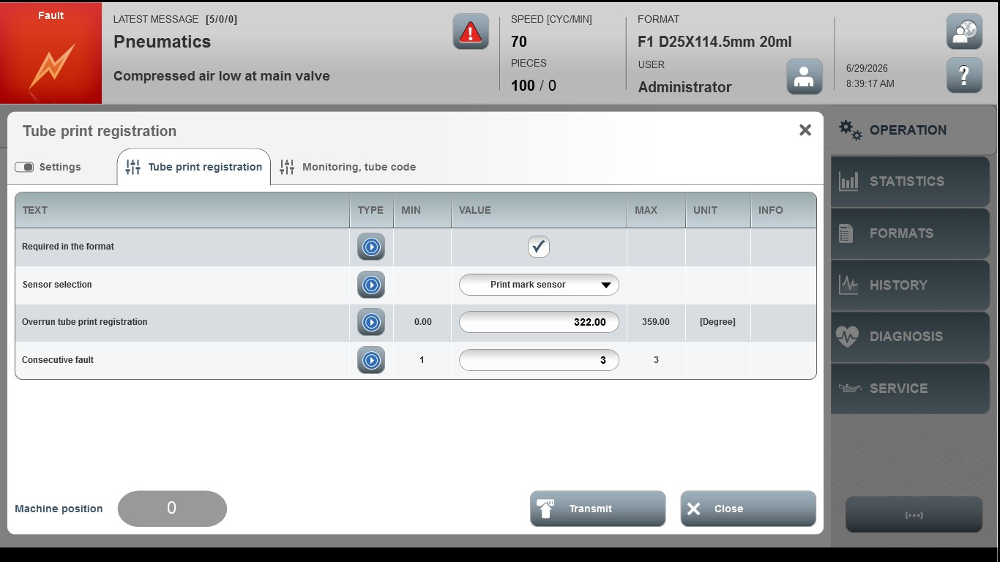 Fault
LATEST MESSAGE [5/0/0]
Pneumatics
Compressed air low at main valve
SPEED [CYC/MIN]
70
PIECES
100 / 0
FORMAT
F1 D25X114.5mm 20ml
USER
Administrator
6/29/2026
8:39:17 AM
?
Tube print registration
Settings
Tube print registration
Monitoring, tube code
TEXT TYPE MIN VALUE MAX UNIT INFO
Required in the format
Sensor selection Print mark sensor
Overrun tube print registration 0.00 322.00 359.00 [Degree]
Consecutive fault 1 3 3
Machine position 0
Transmit
Close
OPERATION
STATISTICS
FORMATS
HISTORY
DIAGNOSIS
SERVICE
(•••)